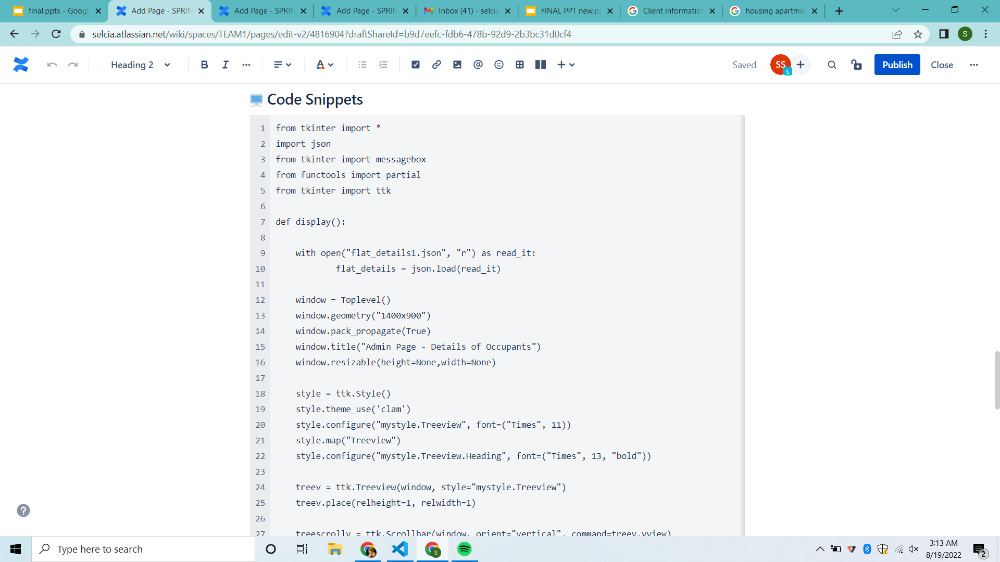 final.pptx - Google
Add Page - SPRIN
Add Page - SPRIN
Add Page - SPRIN
Inbox (41) - selcia
FINAL PPT new.pp
Client information
housing apartmen
selcia.atlassian.net/wiki/spaces/TEAM1/pages/edit-v2/4816904?draftShareId=b9d7eefc-fdb6-478b-92d9-2b3bc31d0cf4
S
Heading 2
B
I
A
Saved
SS
S
Publish
Close
Code Snippets
1 from tkinter import *
2 import json
3 from tkinter import messagebox
4 from functools import partial
5 from tkinter import ttk
6
7 def display():
8
9 with open("flat_details1.json", "r") as read_it:
10 flat_details = json.load(read_it)
11
12 window = Toplevel()
13 window.geometry("1400x900")
14 window.pack_propagate(True)
15 window.title("Admin Page - Details of Occupants")
16 window.resizable(height=None,width=None)
17
18 style = ttk.Style()
19 style.theme_use('clam')
20 style.configure("mystyle.Treeview", font=("Times", 11))
21 style.map("Treeview")
22 style.configure("mystyle.Treeview.Heading", font=("Times", 13, "bold"))
23
24 treev = ttk.Treeview(window, style="mystyle.Treeview")
25 treev.place(relheight=1, relwidth=1)
26
27 treescrolly = ttk.Scrollbar(window, orient="vertical", command=treev.yview)
Type here to search
S
3:13 AM
8/19/2022
2